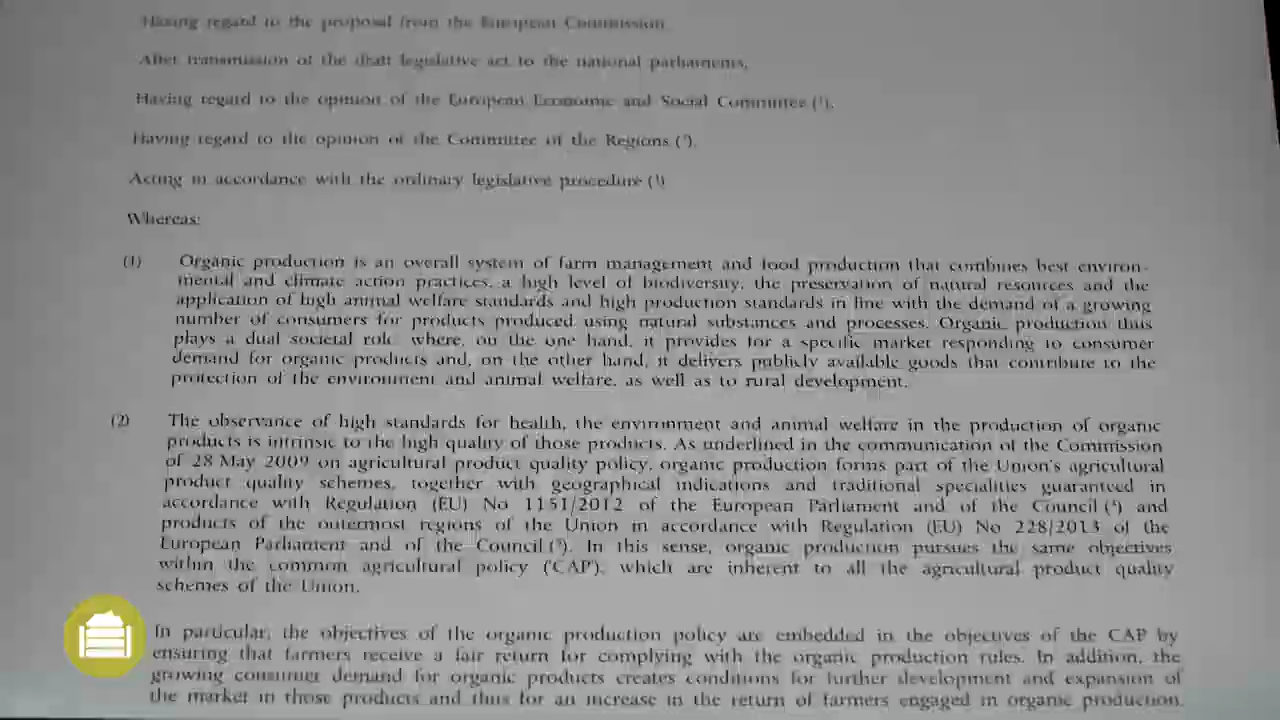 Having regard to the proposal from the European Commission,
After transmission of the draft legislative act to the national parliaments,
Having regard to the opinion of the European Economic and Social Committee (¹),
Having regard to the opinion of the Committee of the Regions (²),
Acting in accordance with the ordinary legislative procedure (³)
Whereas:
(1) Organic production is an overall system of farm management and food production that combines best environ-
mental and climate action practices, a high level of biodiversity, the preservation of natural resources and the
application of high animal welfare standards and high production standards in line with the demand of a growing
number of consumers for products produced using natural substances and processes. Organic production thus
plays a dual societal role where, on the one hand, it provides for a specific market responding to consumer
demand for organic products and, on the other hand, it delivers publicly available goods that contribute to the
protection of the environment and animal welfare, as well as to rural development.
(2) The observance of high standards for health, the environment and animal welfare in the production of organic
products is intrinsic to the high quality of those products. As underlined in the communication of the Commission
of 28 May 2009 on agricultural product quality policy, organic production forms part of the Union's agricultural
product quality schemes, together with geographical indications and traditional specialities guaranteed in
accordance with Regulation (EU) No 1151/2012 of the European Parliament and of the Council (⁴) and
products of the outermost regions of the Union in accordance with Regulation (EU) No 228/2013 of the
European Parliament and of the Council (⁵). In this sense, organic production pursues the same objectives
within the common agricultural policy ('CAP'), which are inherent to all the agricultural product quality
schemes of the Union.
In particular, the objectives of the organic production policy are embedded in the objectives of the CAP by
ensuring that farmers receive a fair return for complying with the organic production rules. In addition, the
growing consumer demand for organic products creates conditions for further development and expansion of
the market in those products and thus for an increase in the return of farmers engaged in organic production.